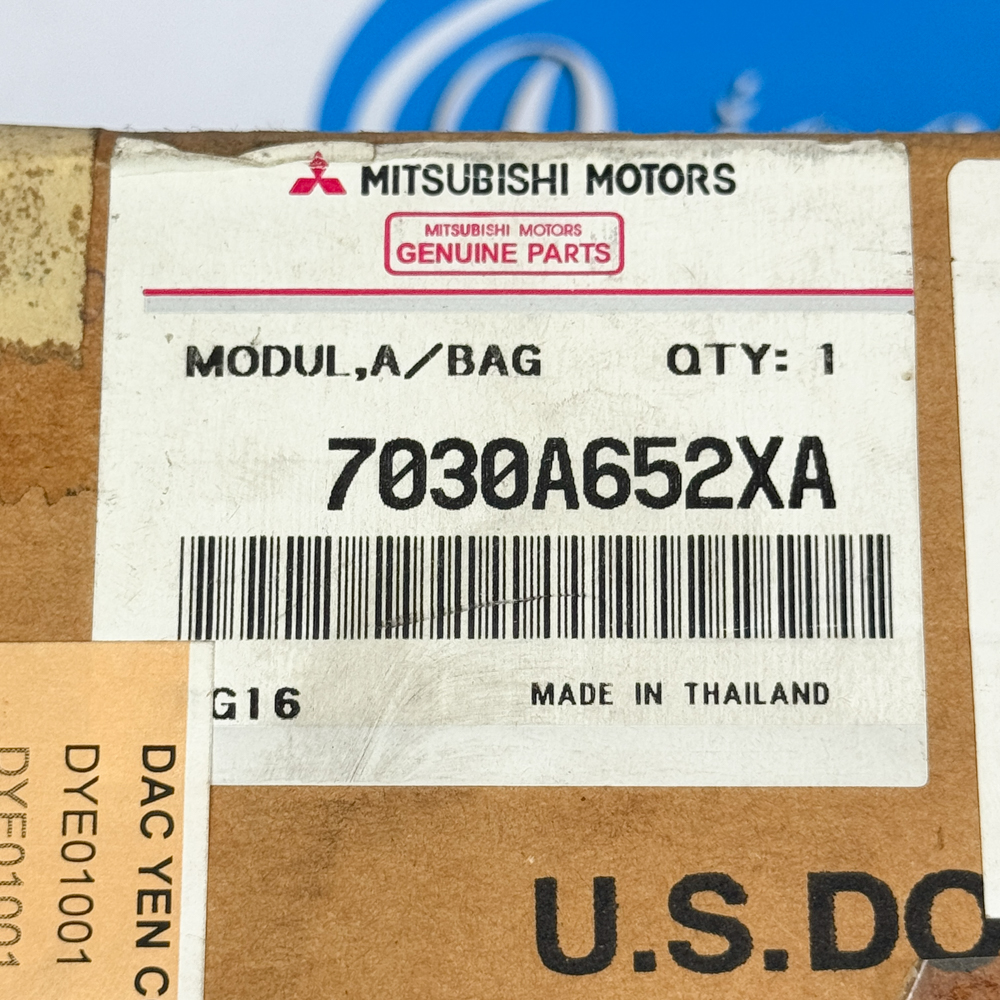 MITSUBISHI MOTORS
MITSUBISHI MOTORS
GENUINE PARTS
MODUL,A/BAG QTY: 1
7030A652XA
G16 MADE IN THAILAND
DAC YEN C
DYE01001
DYE01001
U.S.DO